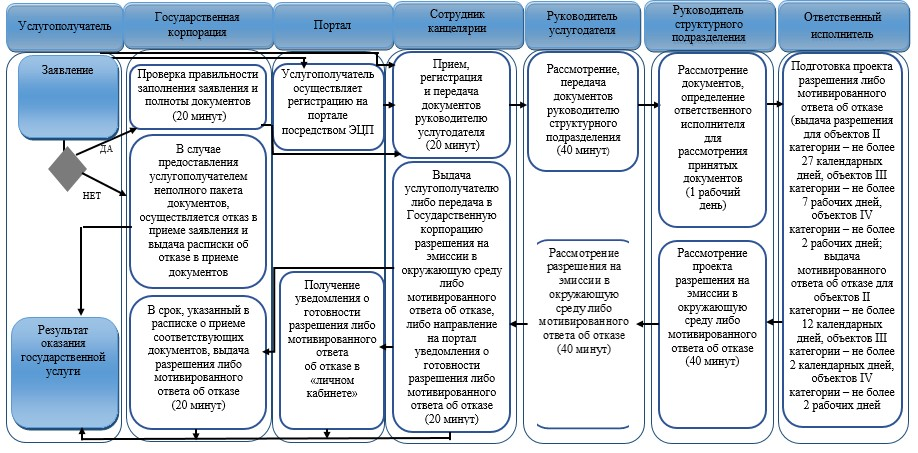 Услугополучатель
Государственная
корпорация
Портал
Сотрудник
канцелярии
Руководитель
услугодателя
Руководитель
структурного
подразделения
Ответственный
исполнитель
Заявление
ДА
НЕТ
Результат
оказания
государственной
услуги
Проверка правильности
заполнения заявления и
полноты документов
(20 минут)
В случае
предоставления
услугополучателем
неполного пакета
документов,
осуществляется отказ в
приеме заявления и
выдача расписки об
отказе в приеме
документов
В срок, указанный в
расписке о приеме
соответствующих
документов, выдача
разрешения либо
мотивированного
ответа об отказе
(20 минут)
Услугополучатель
осуществляет
регистрацию на
портале
посредством ЭЦП
Получение
уведомления о
готовности
разрешения либо
мотивированного
ответа
об отказе в
«личном
кабинете»
Прием,
регистрация
и передача
документов
руководителю
услугодателя
(20 минут)
Выдача
услугополучателю
либо передача в
Государственную
корпорацию
разрешения на
эмиссии в
окружающую среду
либо
мотивированного
ответа об отказе,
либо направление
на портал
уведомления о
готовности
разрешения либо
мотивированного
ответа об отказе
(20 минут)
Рассмотрение,
передача
документов
руководителю
структурного
подразделения
(40 минут)
Рассмотрение
разрешения на
эмиссии в
окружающую
среду либо
мотивированного
ответа об отказе
(40 минут)
Рассмотрение
документов,
определение
ответственного
исполнителя
для
рассмотрения
принятых
документов
(1 рабочий
день)
Рассмотрение
проекта
разрешения на
эмиссии в
окружающую
среду либо
мотивированного
ответа об отказе
(40 минут)
Подготовка проекта
разрешения либо
мотивированного
ответа об отказе
(выдача разрешения
для объектов II
категории – не более
27 календарных
дней, объектов III
категории – не более
7 рабочих дней,
объектов IV
категории – не более
2 рабочих дней;
выдача
мотивированного
ответа об отказе для
объектов II
категории – не более
12 календарных
дней, объектов III
категории – не более
2 календарных дней,
объектов IV
категории – не более
2 рабочих дней